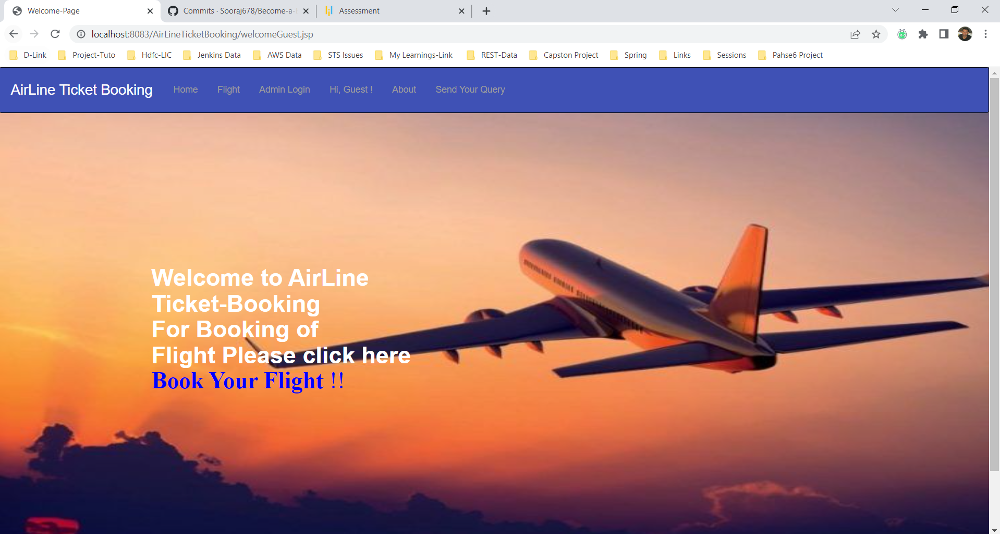 Welcome-Page
Commits · Sooraj678/Become-a-
Assessment
localhost:8083/AirLineTicketBooking/welcomeGuest.jsp
D-Link Project-Tuto Hdfc-LIC Jenkins Data AWS Data STS Issues My Learnings-Link REST-Data Capston Project Spring Links Sessions Pahse6 Project
AirLine Ticket Booking Home Flight Admin Login Hi, Guest ! About Send Your Query
Welcome to AirLine
Ticket-Booking
For Booking of
Flight Please click here
Book Your Flight !!